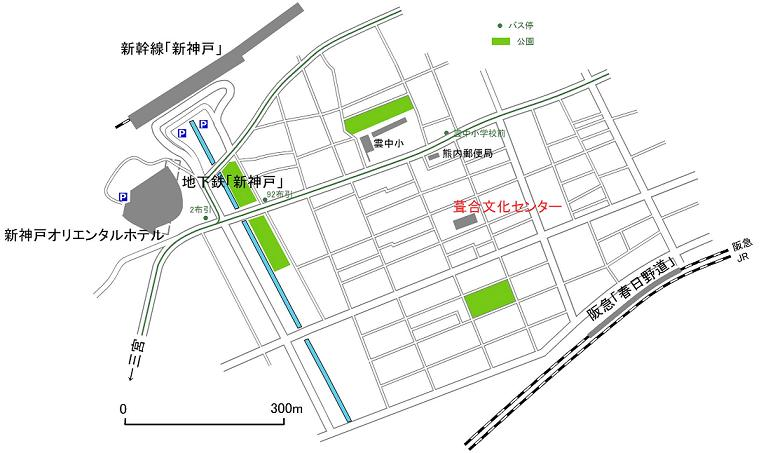 新幹線「新神戸」
バス停
公園
P
P
雲中小学校前
雲中小
熊内郵便局
地下鉄「新神戸」
P
92布引
2布引
葺合文化センター
新神戸オリエンタルホテル
阪急
JR
阪急「春日野道」
←三宮
0
300m